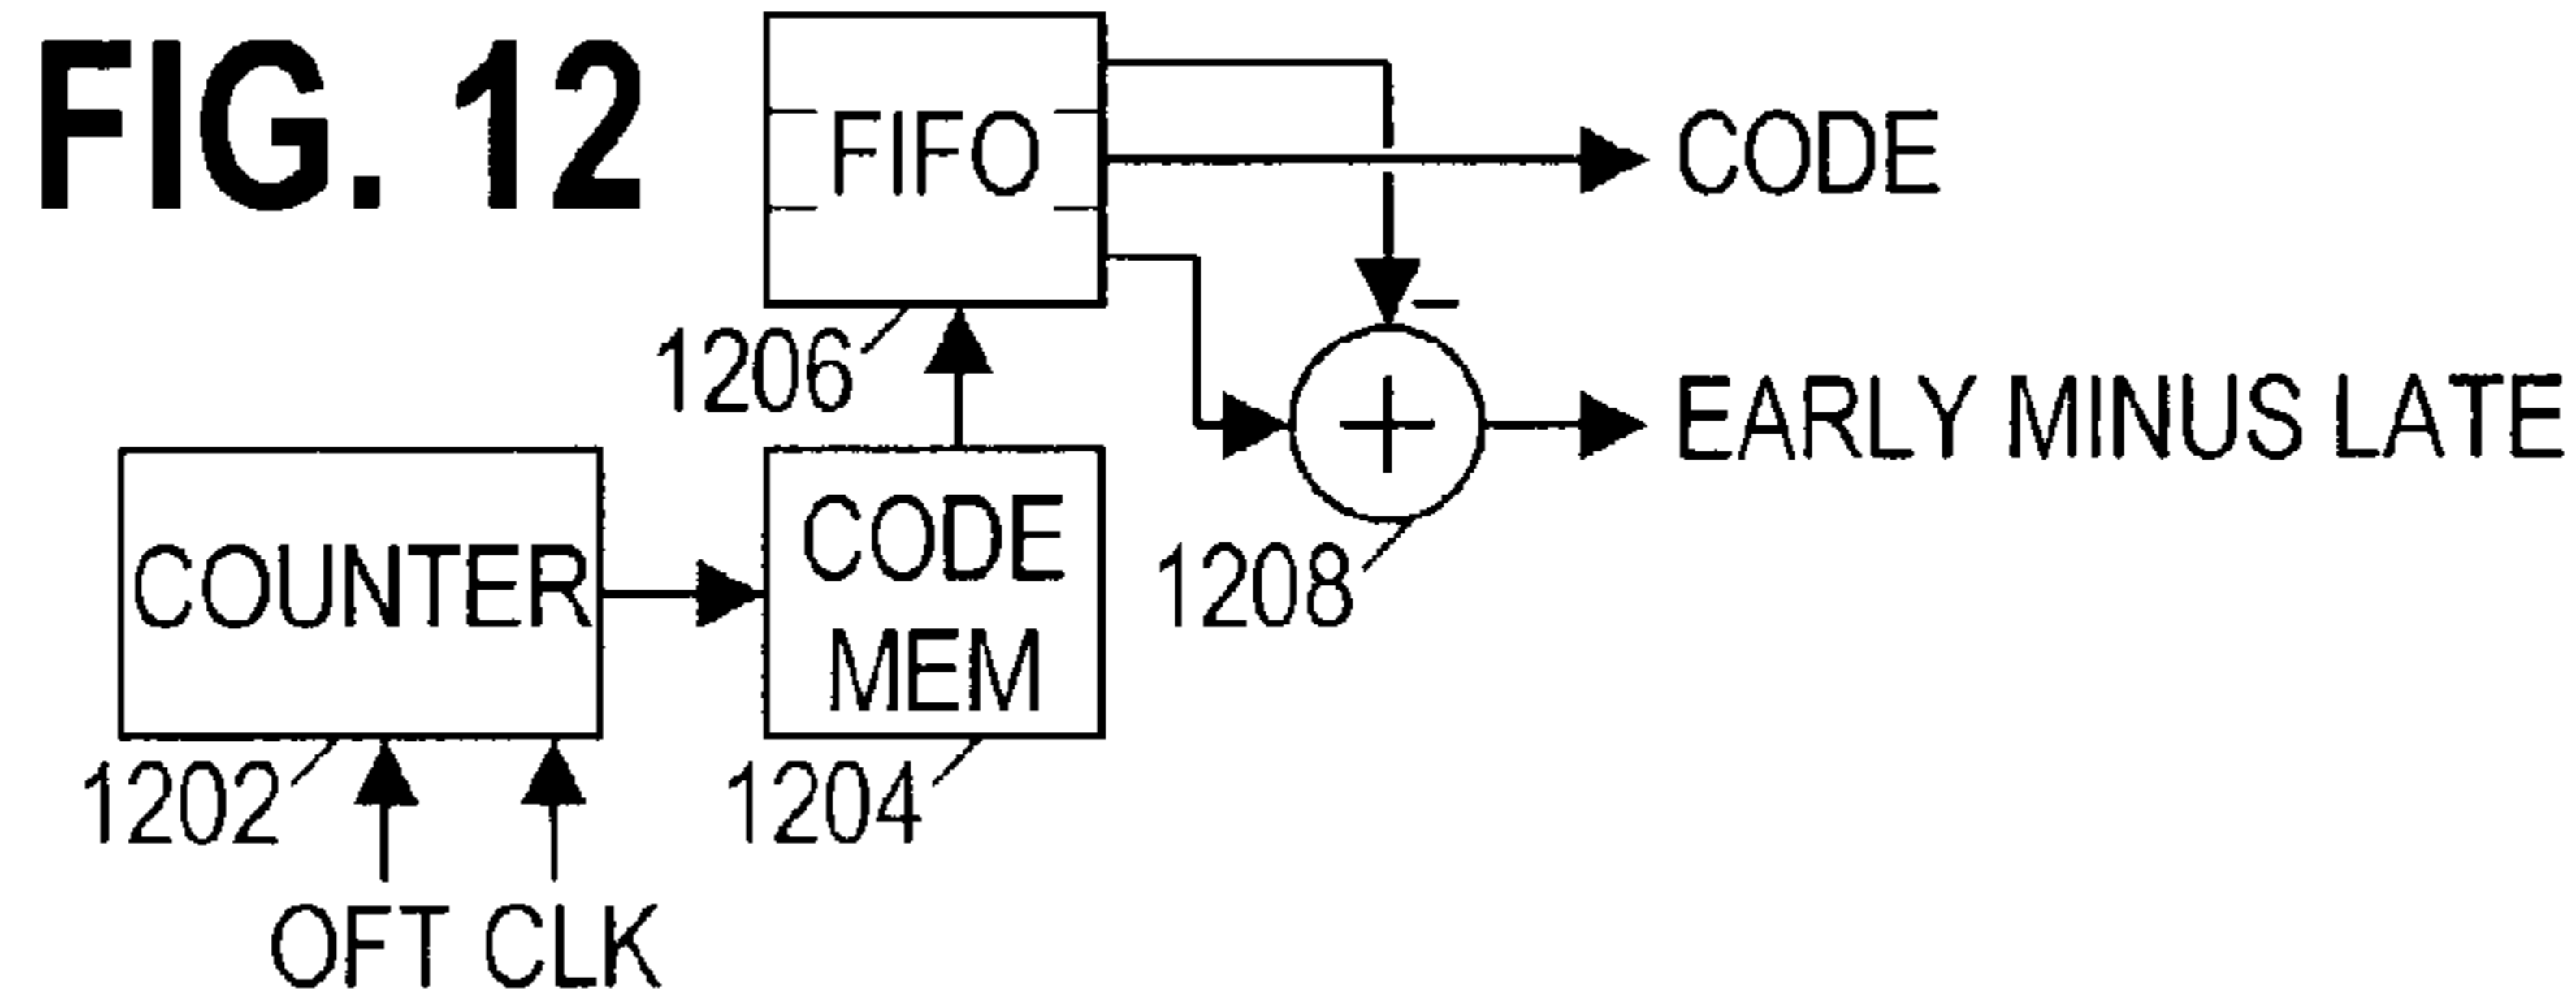 FIG. 12
FIFO
CODE
1206
EARLY MINUS LATE
COUNTER
CODE
MEM
1208
1202
1204
OFT CLK